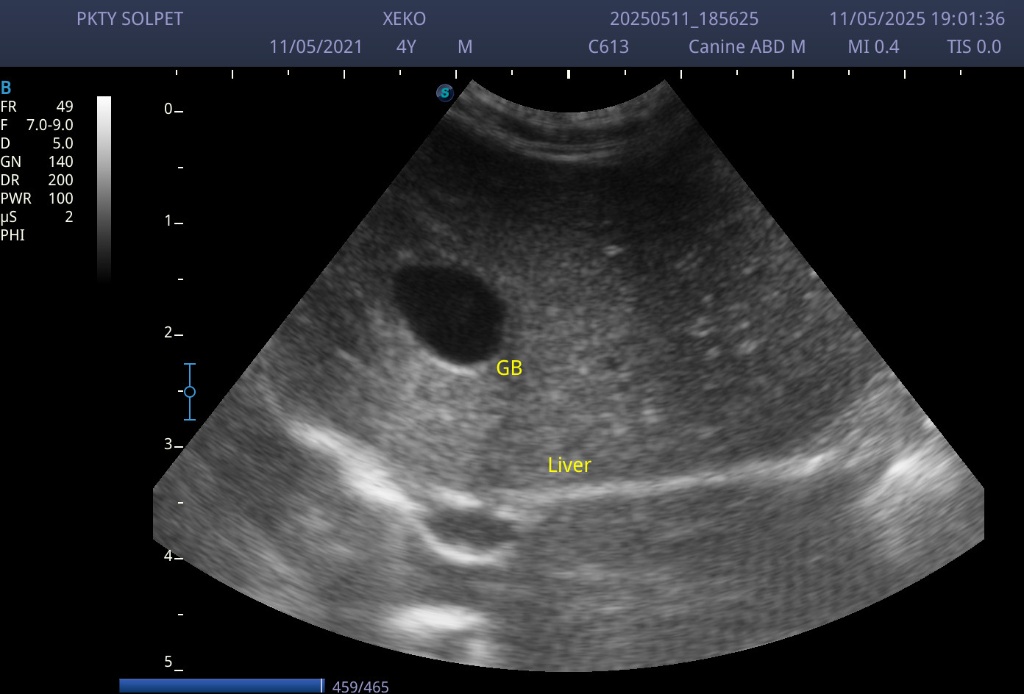 PKTY SOLPET XEKO 20250511_185625 11/05/2025 19:01:36
11/05/2021 4Y M C613 Canine ABD M MI 0.4 TIS 0.0
B
FR 49
F 7.0-9.0
D 5.0
GN 140
DR 200
PWR 100
µS 2
PHI
S
0
1
2
3
4
5
GB
Liver
459/465